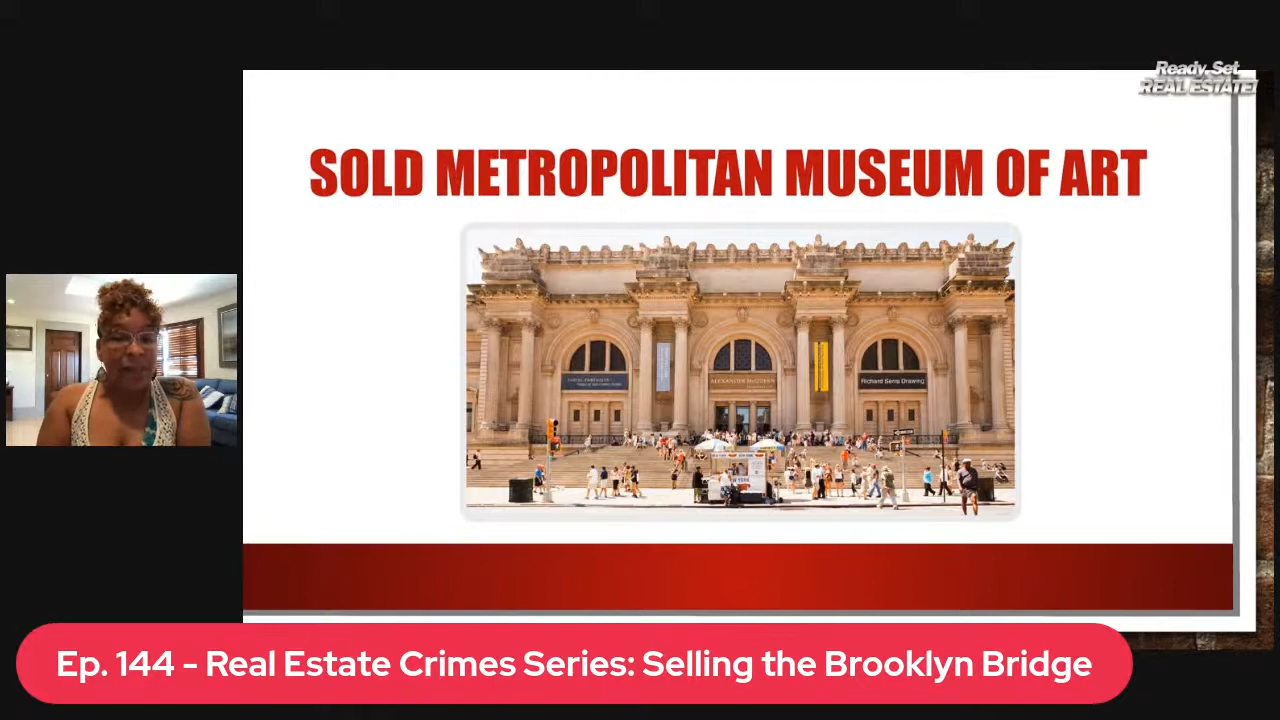 Ready, Set
REAL ESTATE!
SOLD METROPOLITAN MUSEUM OF ART
ALEXANDER McQUEEN
Richard Serra Drawing
Ep. 144 - Real Estate Crimes Series: Selling the Brooklyn Bridge